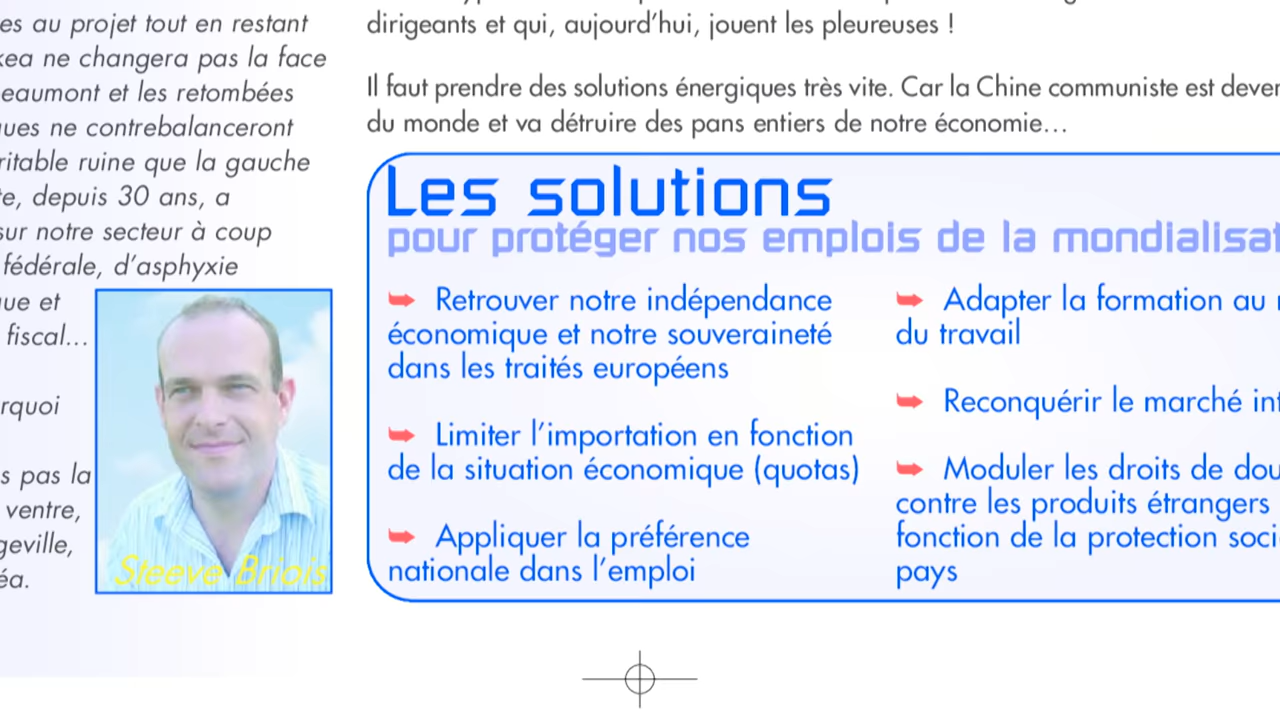 es au projet tout en restant
ea ne changera pas la face
eaumont et les retombées
ues ne contrebalanceront
ritable ruine que la gauche
te, depuis 30 ans, a
sur notre secteur à coup
fédérale, d'asphyxie
ue et
fiscal...
rquoi
s pas la
ventre,
geville,
éa.
Steeve Briois
dirigeants et qui, aujourd'hui, jouent les pleureuses !
Il faut prendre des solutions énergiques très vite. Car la Chine communiste est deve
du monde et va détruire des pans entiers de notre économie...
Les solutions
pour protéger nos emplois de la mondialisat
➥ Retrouver notre indépendance
économique et notre souveraineté
dans les traités européens
➥ Limiter l'importation en fonction
de la situation économique (quotas)
➥ Appliquer la préférence
nationale dans l'emploi
➥ Adapter la formation au
du travail
➥ Reconquérir le marché int
➥ Moduler les droits de dou
contre les produits étrangers
fonction de la protection soci
pays